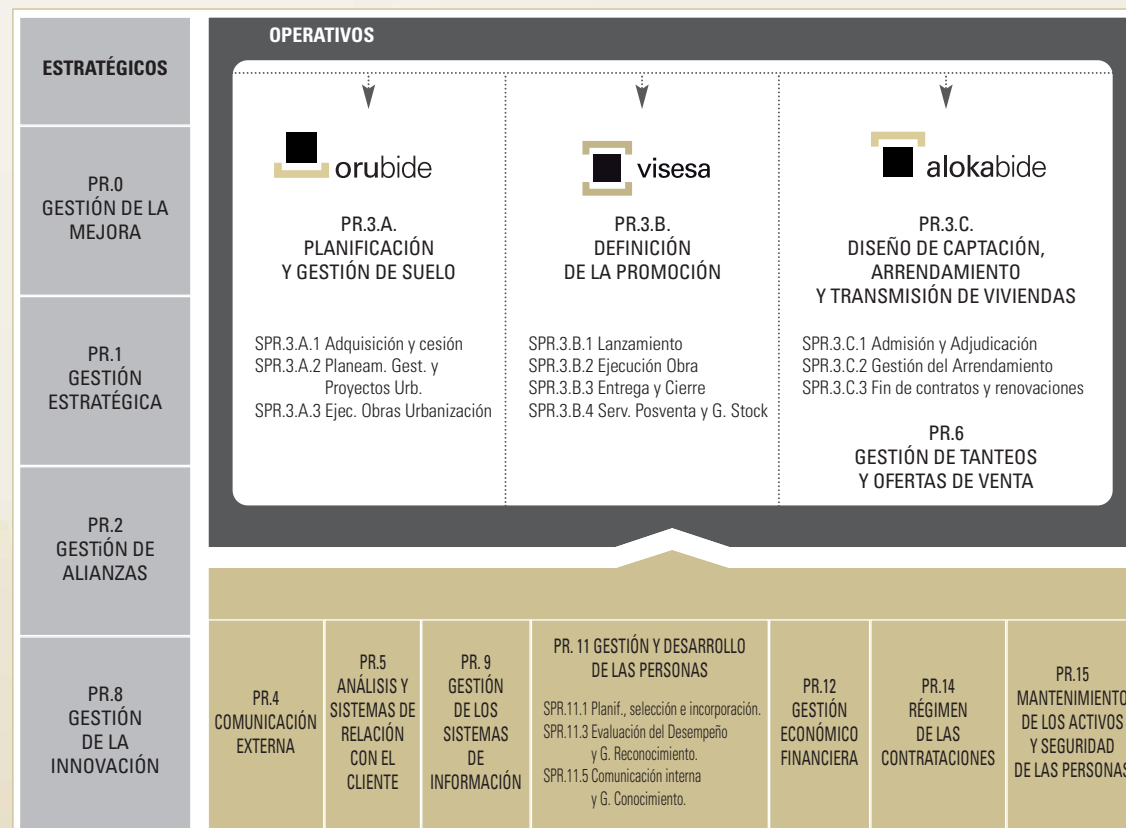 ESTRATÉGICOS
PR.0
GESTIÓN DE LA
MEJORA
PR.1
GESTIÓN
ESTRATÉGICA
PR.2
GESTiÓN DE
ALIANZAS
PR.8
GESTIÓN
DE LA
INNOVACIÓN
OPERATIVOS
orubide
PR.3.A.
PLANIFICACIÓN
Y GESTIÓN DE SUELO
SPR.3.A.1 Adquisición y cesión
SPR.3.A.2 Planeam. Gest. y
Proyectos Urb.
SPR.3.A.3 Ejec. Obras Urbanización
visesa
PR.3.B.
DEFINICIÓN
DE LA PROMOCIÓN
SPR.3.B.1 Lanzamiento
SPR.3.B.2 Ejecución Obra
SPR.3.B.3 Entrega y Cierre
SPR.3.B.4 Serv. Posventa y G. Stock
alokabide
PR.3.C.
DISEÑO DE CAPTACIÓN,
ARRENDAMIENTO
Y TRANSMISIÓN DE VIVIENDAS
SPR.3.C.1 Admisión y Adjudicación
SPR.3.C.2 Gestión del Arrendamiento
SPR.3.C.3 Fin de contratos y renovaciones
PR.6
GESTIÓN DE TANTEOS
Y OFERTAS DE VENTA
PR.4
COMUNICACIÓN
EXTERNA
PR.5
ANÁLISIS Y
SISTEMAS DE
RELACIÓN
CON EL
CLIENTE
PR. 9
GESTIÓN
DE LOS
SISTEMAS
DE
INFORMACIÓN
PR. 11 GESTIÓN Y DESARROLLO
DE LAS PERSONAS
SPR.11.1 Planif., selección e incorporación.
SPR.11.3 Evaluación del Desempeño
y G. Reconocimiento.
SPR.11.5 Comunicación interna
y G. Conocimiento.
PR.12
GESTIÓN
ECONÓMICO
FINANCIERA
PR.14
RÉGIMEN
DE LAS
CONTRATACIONES
PR.15
MANTENIMIENTO
DE LOS ACTIVOS
Y SEGURIDAD
DE LAS PERSONAS